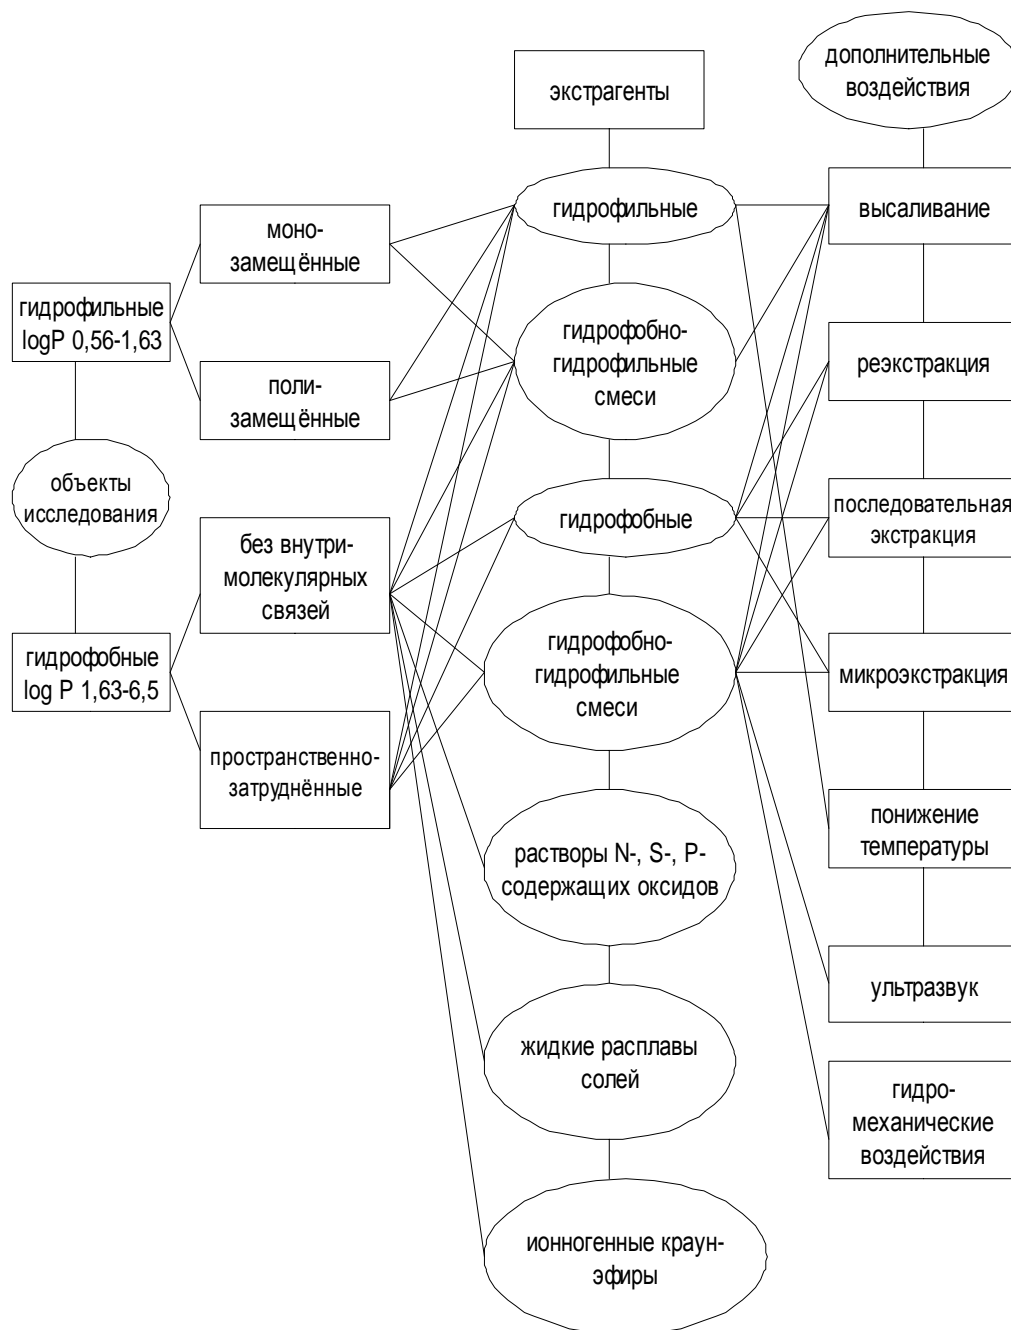 дополнительные
воздействия
экстрагенты
гидрофильные
высаливание
моно-
замещённые
гидрофильные
logP 0,56-1,63
гидрофобно-
гидрофильные
смеси
реэкстракция
поли-
замещённые
объекты
исследования
без внутри-
молекулярных
связей
гидрофобные
последовательная
экстракция
гидрофобные
log P 1,63-6,5
гидрофобно-
гидрофильные
смеси
микроэкстракция
пространственно-
затруднённые
понижение
температуры
растворы N-, S-, P-
содержащих оксидов
ультразвук
жидкие расплавы
солей
гидро-
механические
воздействия
ионногенные краун-
эфиры